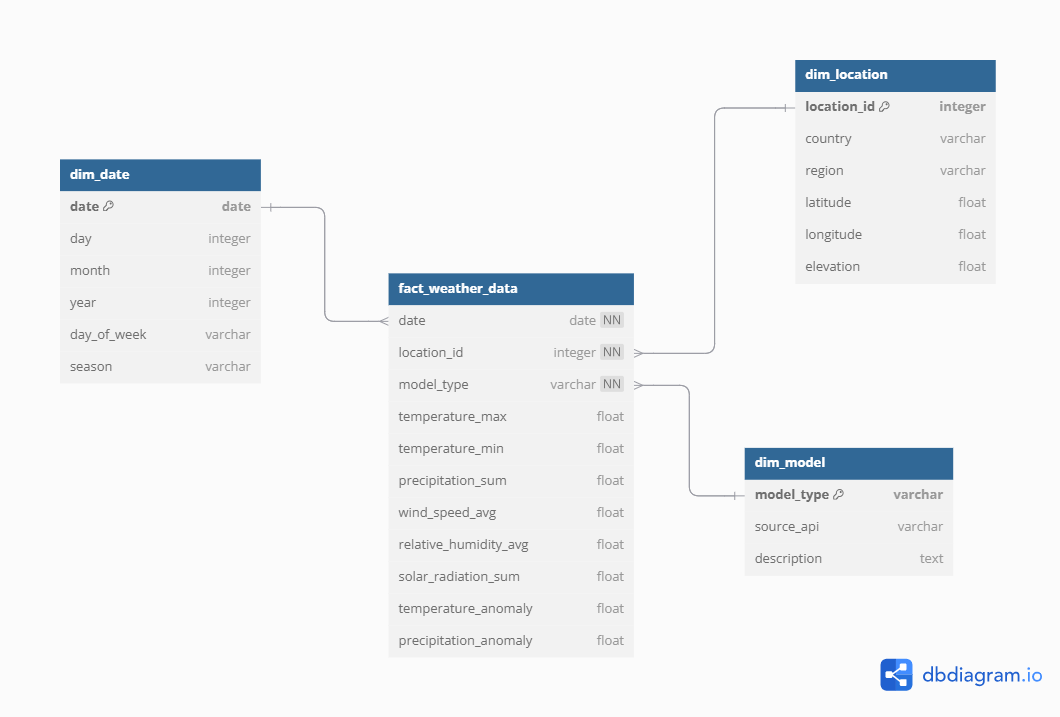 dim_location
location_id integer
country varchar
region varchar
latitude float
longitude float
elevation float
dim_date
date date
day integer
month integer
year integer
day_of_week varchar
season varchar
fact_weather_data
date date NN
location_id integer NN
model_type varchar NN
temperature_max float
temperature_min float
precipitation_sum float
wind_speed_avg float
relative_humidity_avg float
solar_radiation_sum float
temperature_anomaly float
precipitation_anomaly float
dim_model
model_type varchar
source_api varchar
description text
dbdiagram.io